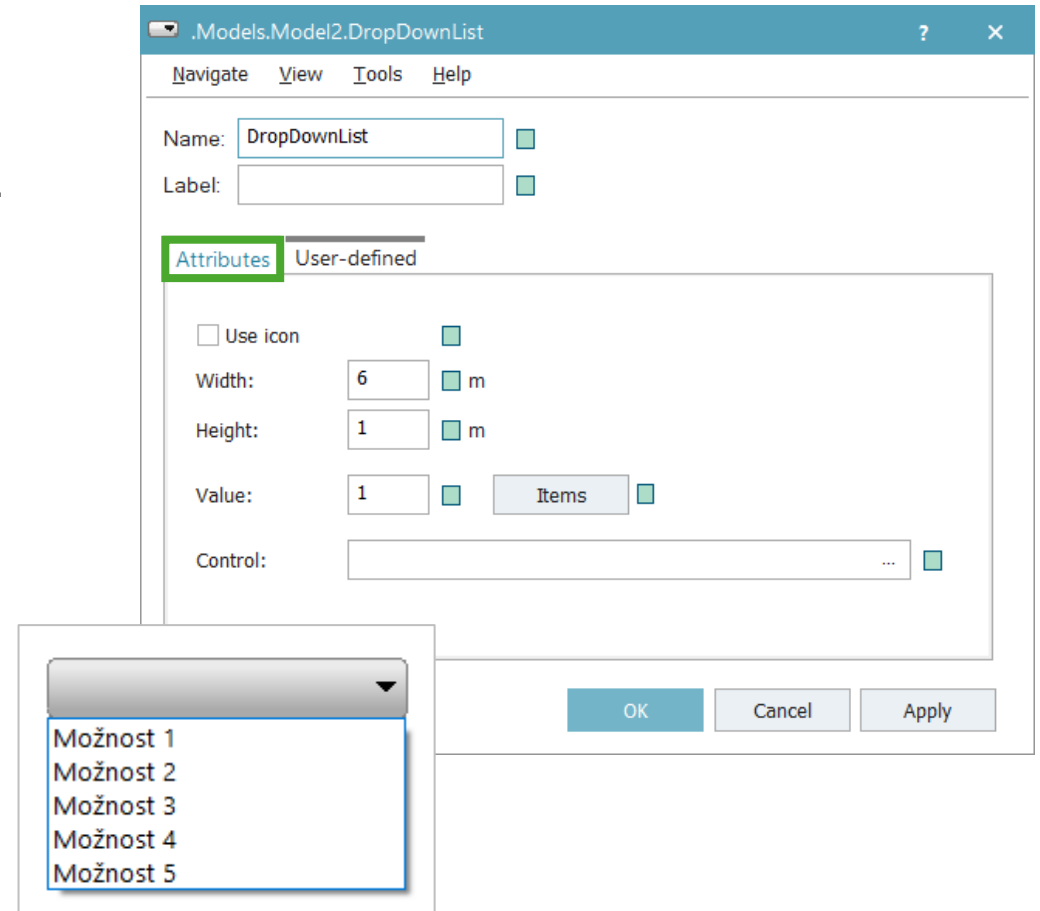 .Models.Model2.DropDownList ? ×
Navigate View Tools Help
Name: DropDownList
Label:
Attributes User-defined
Use icon
Width: 6 m
Height: 1 m
Value: 1 Items
Control: ...
OK Cancel Apply
Možnost 1
Možnost 2
Možnost 3
Možnost 4
Možnost 5